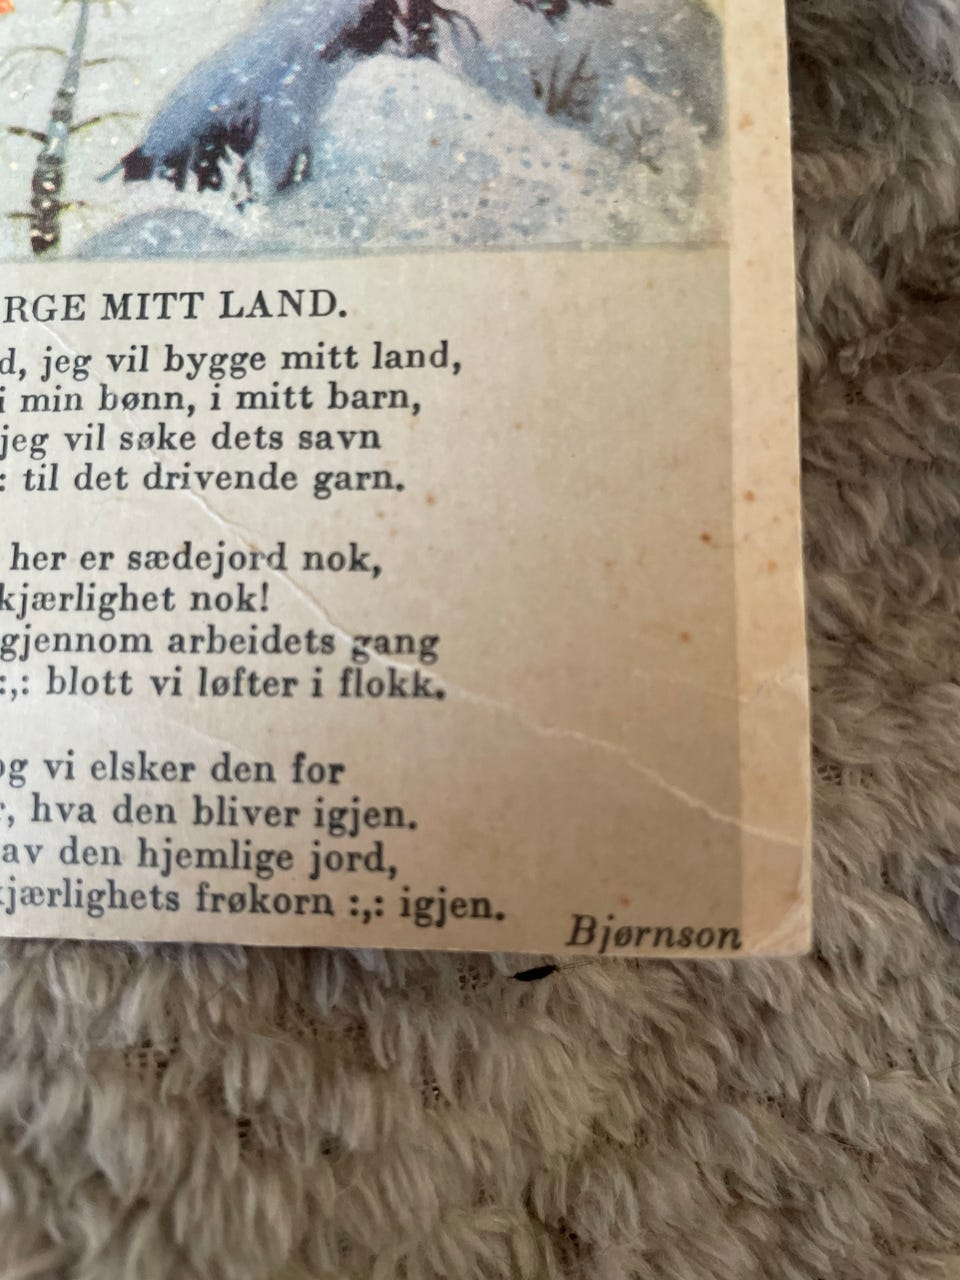 RGE MITT LAND.
d, jeg vil bygge mitt land,
i min bønn, i mitt barn,
jeg vil søke dets savn
: til det drivende garn.
her er sædejord nok,
kjærlighet nok!
gjennom arbeidets gang
:,: blott vi løfter i flokk.
og vi elsker den for
r, hva den bliver igjen.
av den hjemlige jord,
kjærlighets frøkorn :,: igjen.
Bjørnson